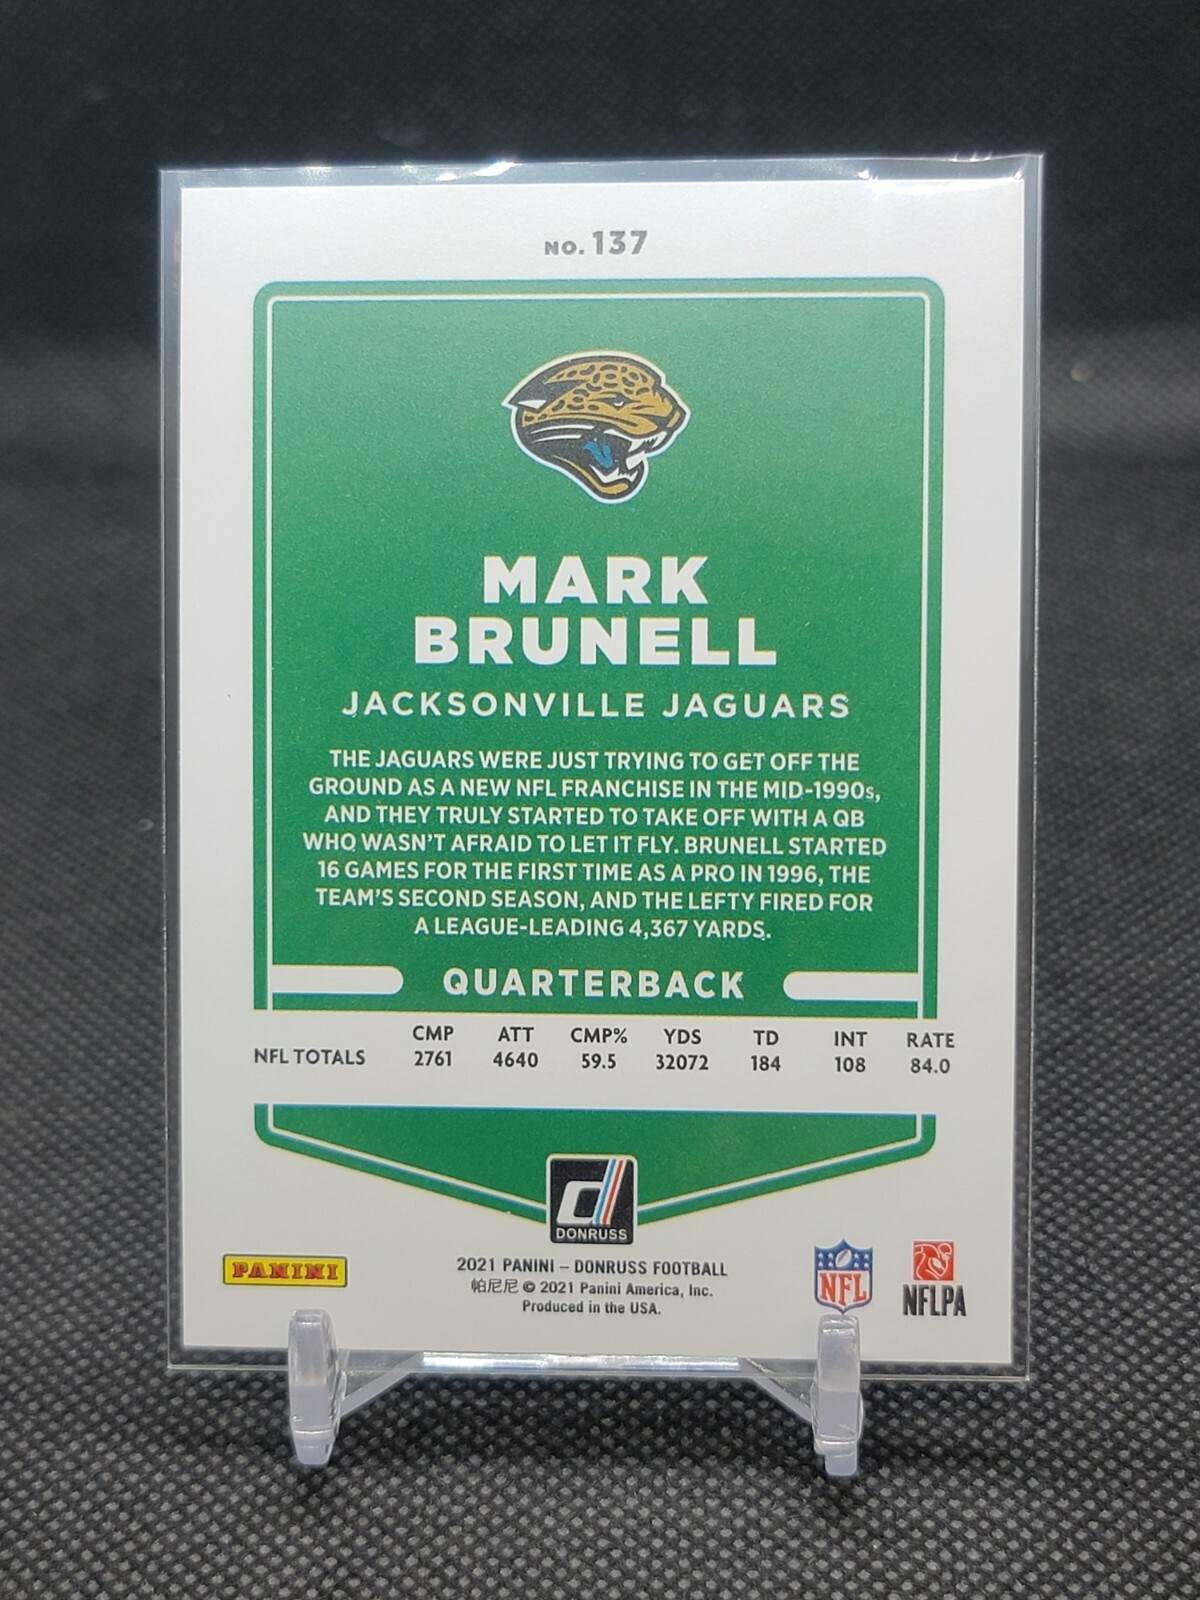 NO. 137
MARK
BRUNELL
JACKSONVILLE JAGUARS
THE JAGUARS WERE JUST TRYING TO GET OFF THE
GROUND AS A NEW NFL FRANCHISE IN THE MID-1990s,
AND THEY TRULY STARTED TO TAKE OFF WITH A QB
WHO WASN'T AFRAID TO LET IT FLY. BRUNELL STARTED
16 GAMES FOR THE FIRST TIME AS A PRO IN 1996, THE
TEAM'S SECOND SEASON, AND THE LEFTY FIRED FOR
A LEAGUE-LEADING 4,367 YARDS.
QUARTERBACK
CMP ATT CMP% YDS TD INT RATE
NFL TOTALS 2761 4640 59.5 32072 184 108 84.0
DONRUSS
PANINI
2021 PANINI – DONRUSS FOOTBALL
帕尼尼 © 2021 Panini America, Inc.
Produced in the USA.
NFL
NFLPA